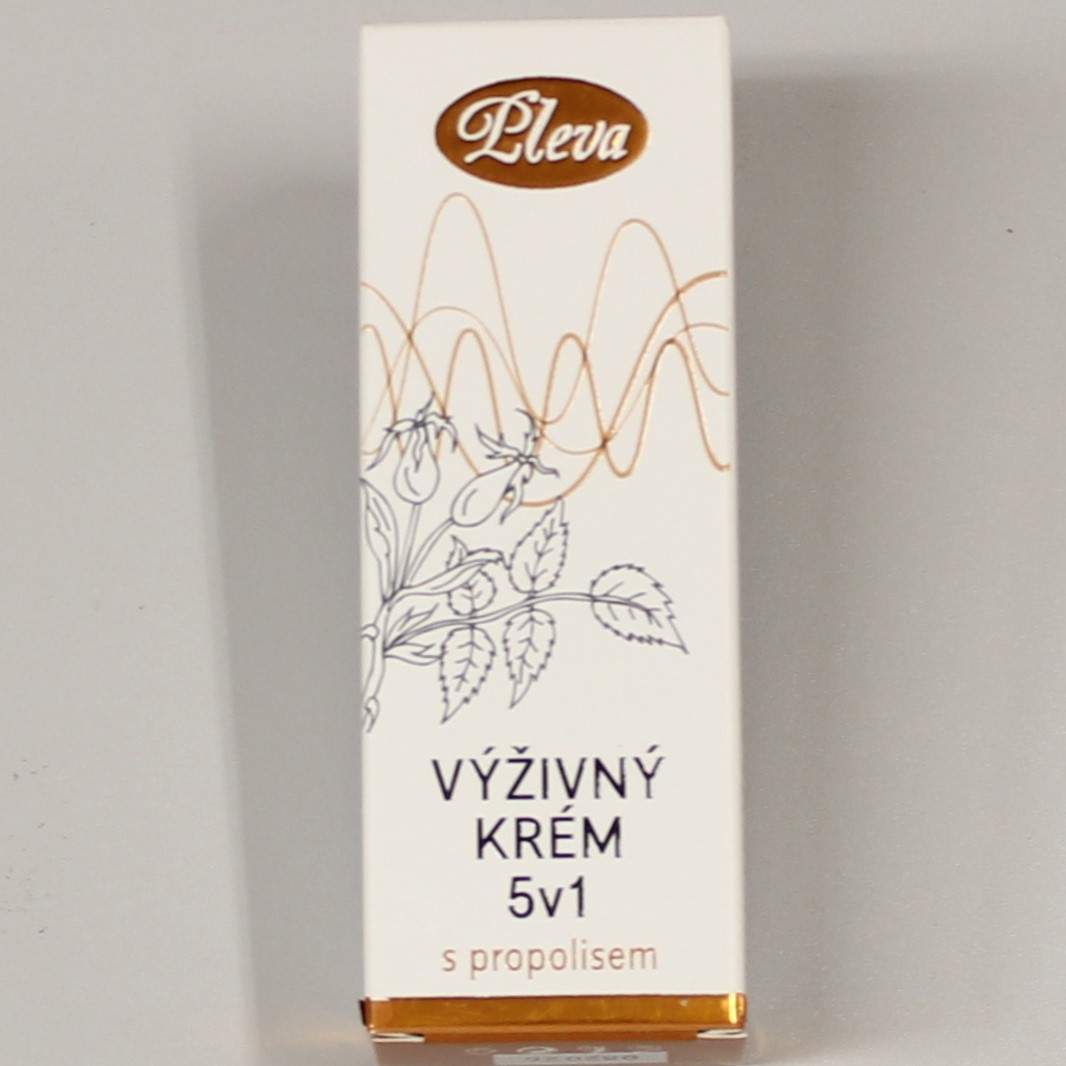 Pleva
VÝŽIVNÝ
KRÉM
5v1
s propolisem